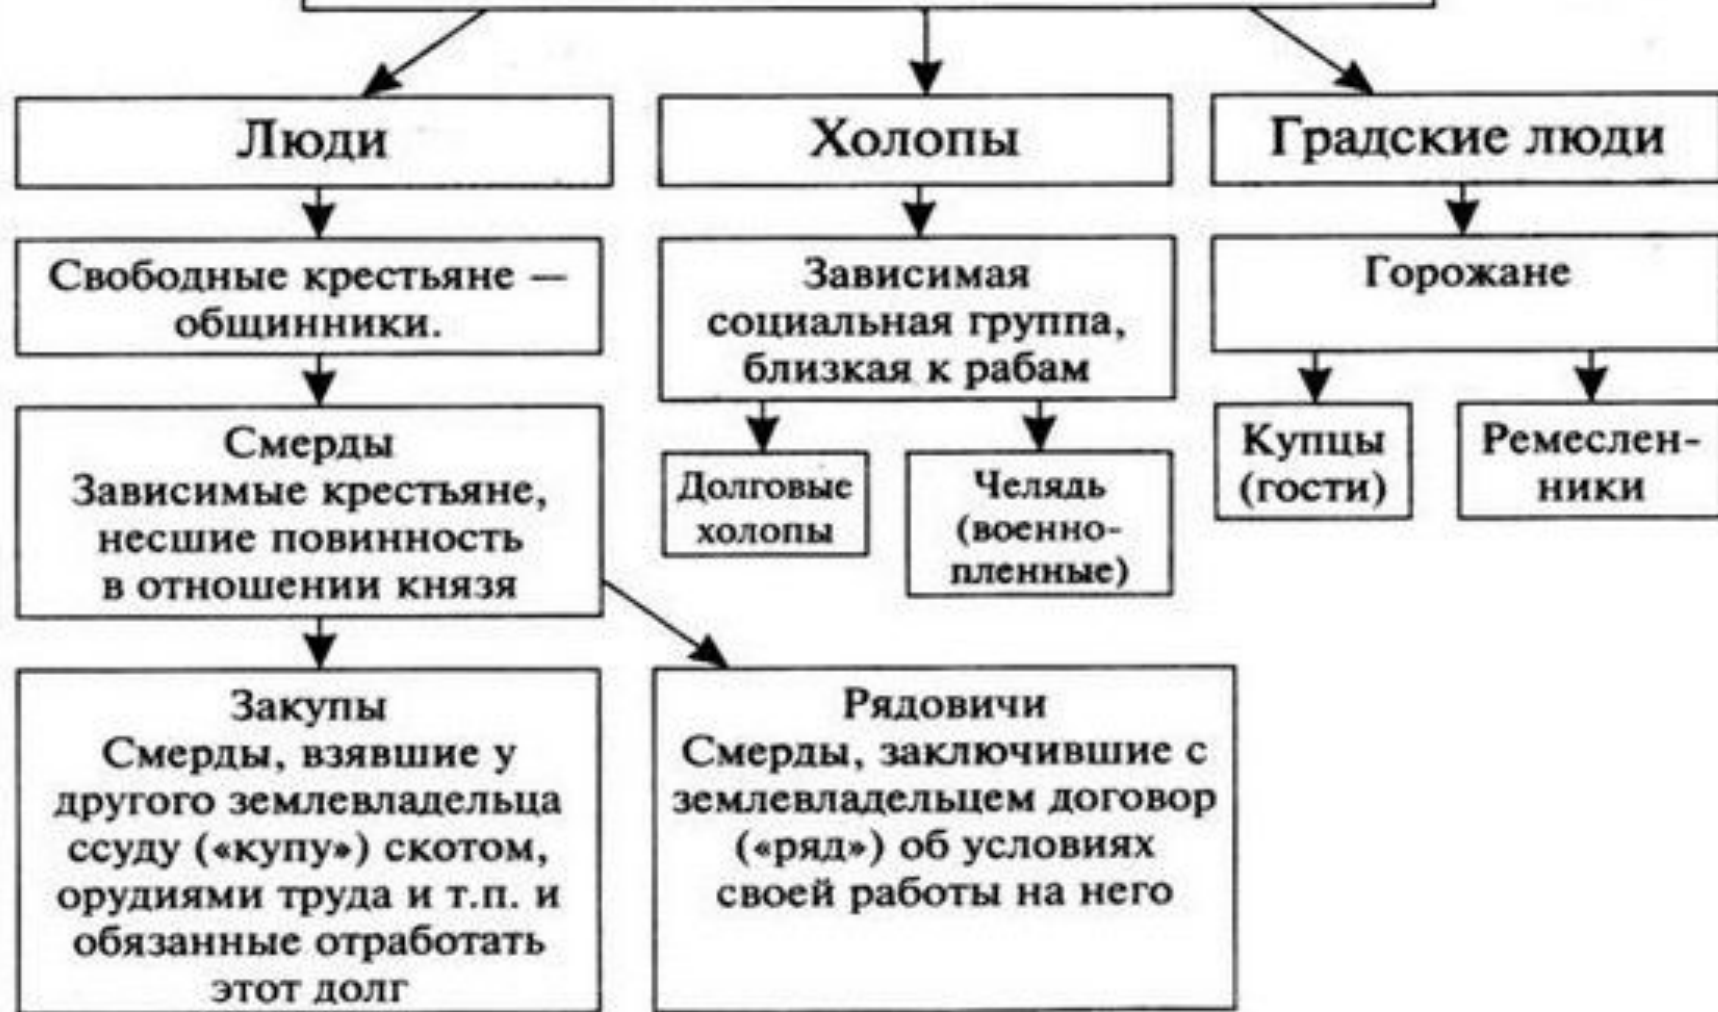 Люди
Холопы
Градские люди
Свободные крестьяне —
общинники.
Зависимая
социальная группа,
близкая к рабам
Горожане
Смерды
Зависимые крестьяне,
несшие повинность
в отношении князя
Долговые
холопы
Челядь
(военно-
пленные)
Купцы
(гости)
Ремеслен-
ники
Закупы
Смерды, взявшие у
другого землевладельца
ссуду («купу») скотом,
орудиями труда и т.п. и
обязанные отработать
этот долг
Рядовичи
Смерды, заключившие с
землевладельцем договор
(«ряд») об условиях
своей работы на него